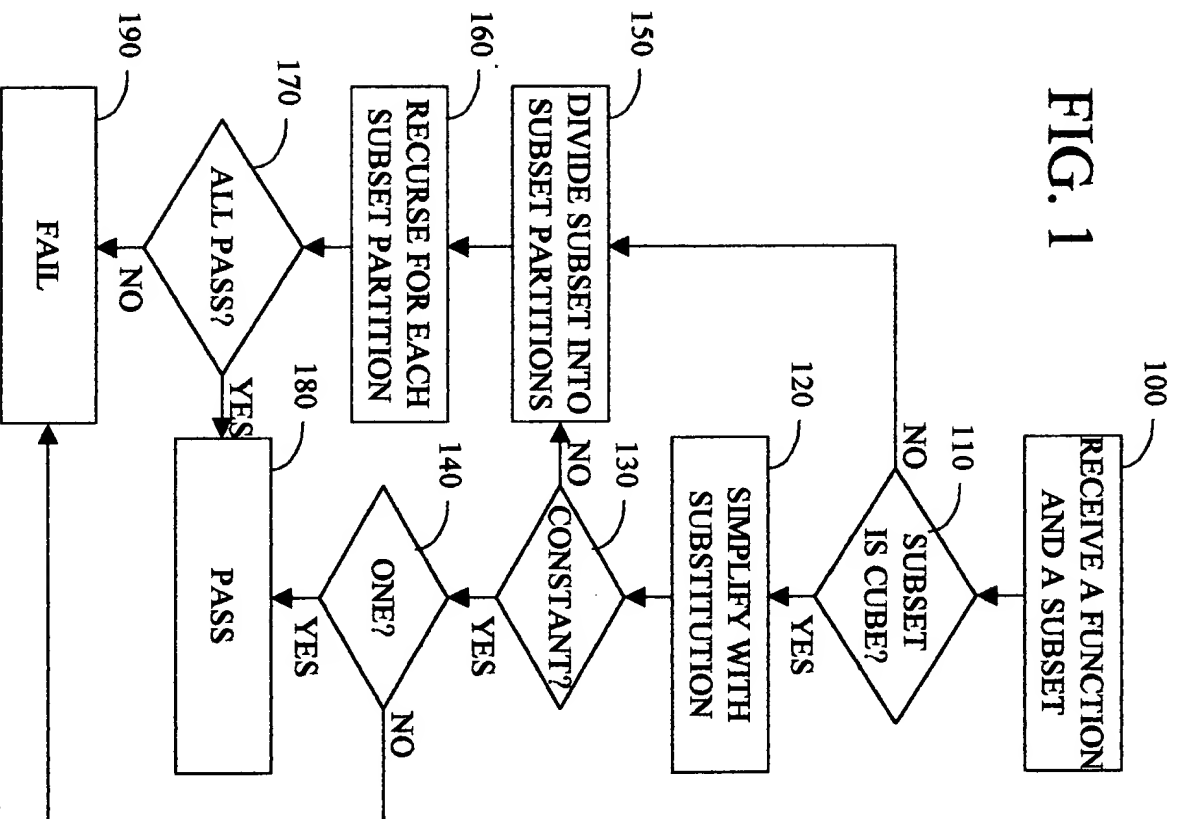 FIG. 1
100
RECEIVE A FUNCTION
AND A SUBSET
110
SUBSET
IS CUBE?
NO
YES
120
SIMPLIFY WITH
SUBSTITUTION
130
CONSTANT?
NO
YES
140
ONE?
NO
YES
150
DIVIDE SUBSET INTO
SUBSET PARTITIONS
160
RECURSE FOR EACH
SUBSET PARTITION
170
ALL PASS?
YES
NO
180
PASS
190
FAIL